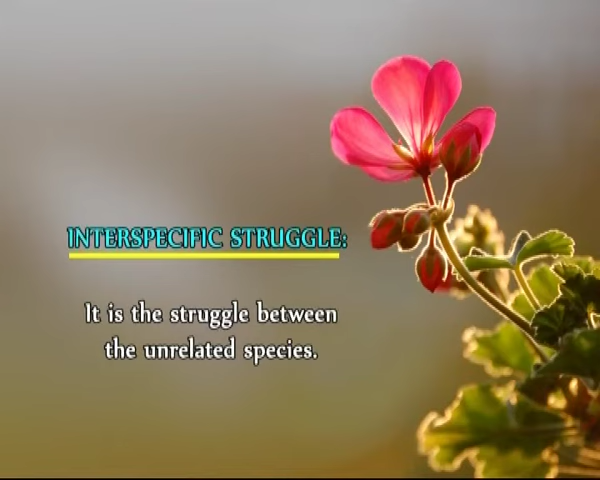 INTERSPECIFIC STRUGGLE:
It is the struggle between
the unrelated species.